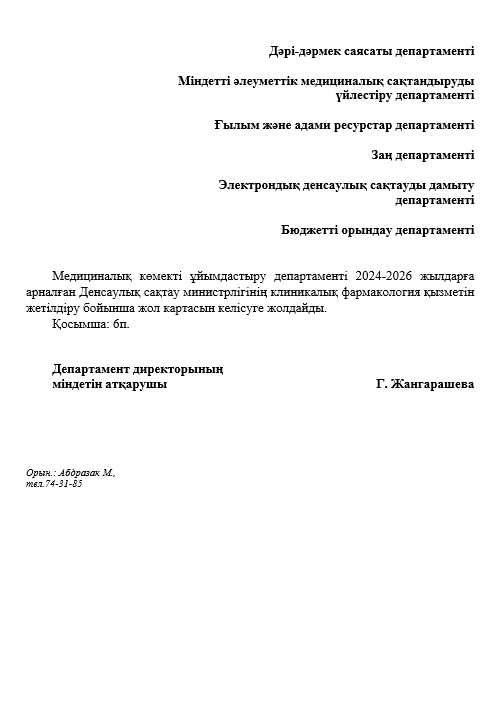 Дәрі-дәрмек саясаты департаменті
Міндетті әлеуметтік медициналық сақтандыруды
үйлестіру департаменті
Ғылым және адами ресурстар департаменті
Заң департаменті
Электрондық денсаулық сақтауды дамыту
департаменті
Бюджетті орындау департаменті
Медициналық көмекті ұйымдастыру департаменті 2024-2026 жылдарға
арналған Денсаулық сақтау министрлігінің клиникалық фармакология қызметін
жетілдіру бойынша жол картасын келісуге жолдайды.
Қосымша: 6п.
Департамент директорының
міндетін атқарушы Г. Жангарашева
Орын.: Абдразак М.,
тел.74-31-85